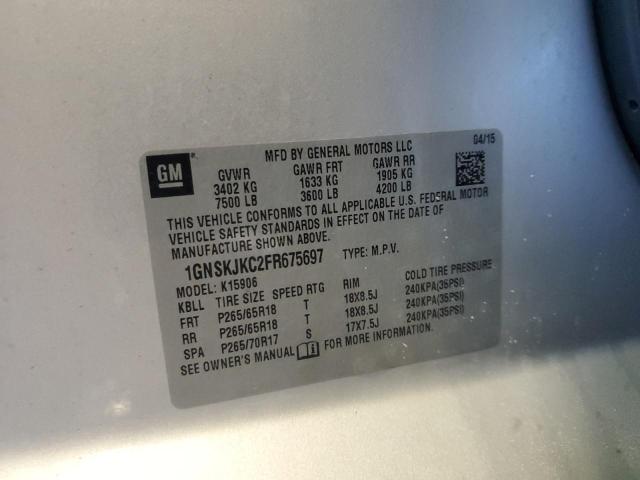 MFD BY GENERAL MOTORS LLC 04/15
GM GVWR GAWR FRT GAWR RR
3402 KG 1633 KG 1905 KG
7500 LB 3600 LB 4200 LB
THIS VEHICLE CONFORMS TO ALL APPLICABLE U.S. FEDERAL MOTOR
VEHICLE SAFETY STANDARDS IN EFFECT ON THE DATE OF
MANUFACTURE SHOWN ABOVE.
1GNSKJKC2FR675697 TYPE: M.P.V.
MODEL: K15906
KBLL TIRE SIZE SPEED RTG RIM COLD TIRE PRESSURE
FRT P265/65R18 T 18X8.5J 240KPA(35PSI)
RR P265/65R18 T 18X8.5J 240KPA(35PSI)
SPA P265/70R17 S 17X7.5J 240KPA(35PSI)
SEE OWNER'S MANUAL FOR MORE INFORMATION.